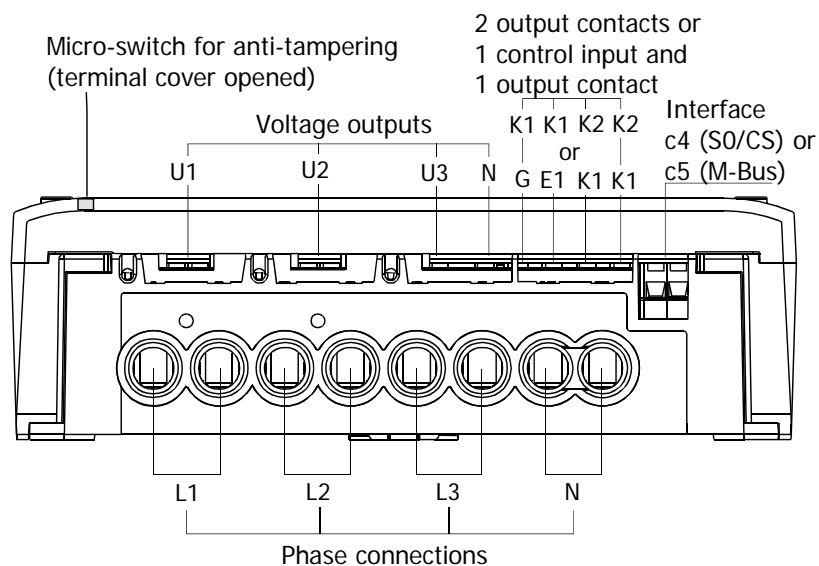 2 output contacts or
1 control input and
1 output contact
Micro-switch for anti-tampering
(terminal cover opened)
Interface
c4 (S0/CS) or
c5 (M-Bus)
Voltage outputs
K1 K1 K2 K2
or
U1 U2 U3 N G E1 K1 K1
L1 L2 L3 N
Phase connections